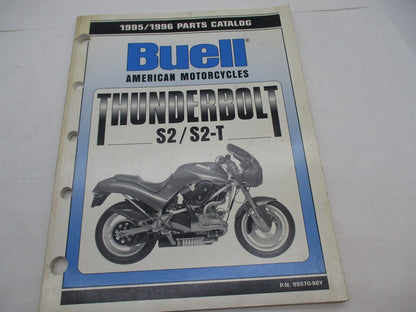 1995/1996 PARTS CATALOG
Buell®
AMERICAN MOTORCYCLES
THUNDERBOLT
S2/S2-T
P.N. 99570-96Y